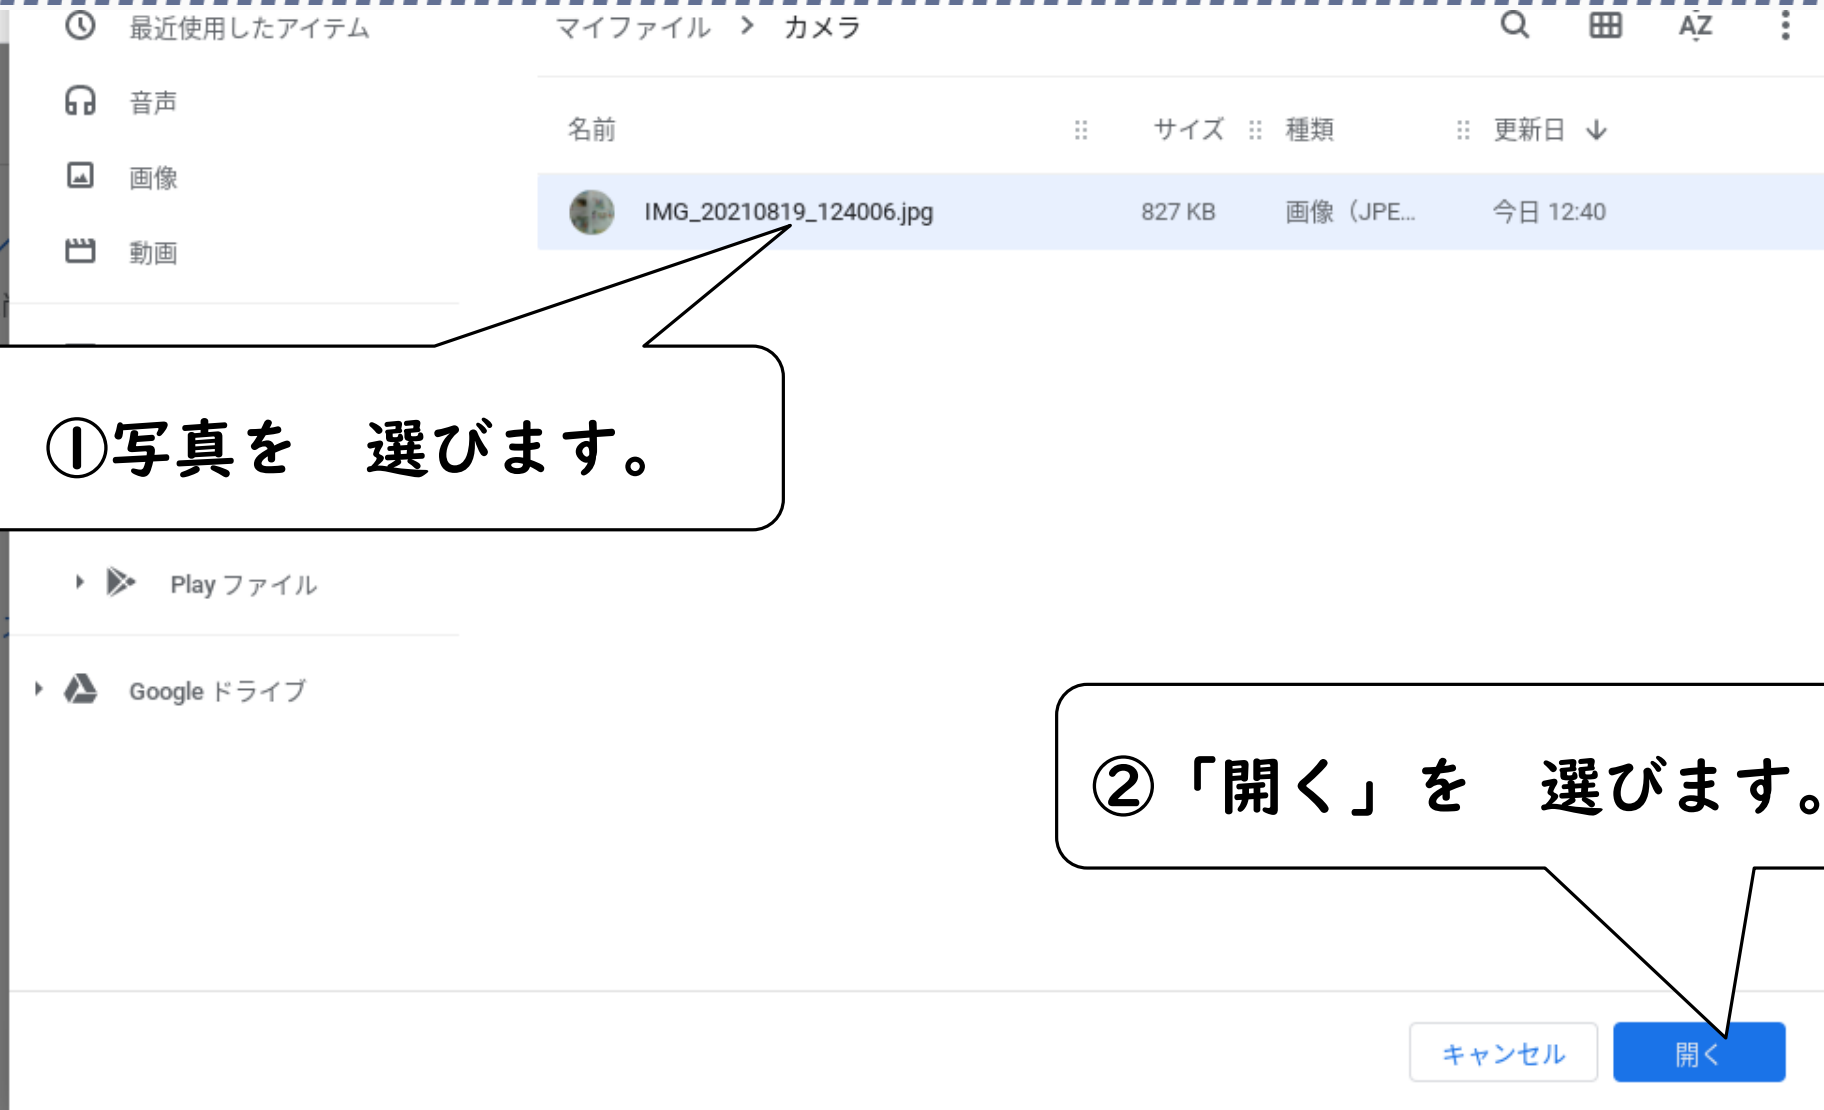 最近使用したアイテム
音声
画像
動画
マイファイル > カメラ
AZ
名前 サイズ 種類 更新日
IMG_20210819_124006.jpg 827 KB 画像（JPE... 今日 12:40
①写真を　選びます。
Play ファイル
Google ドライブ
②「開く」を　選びます。
キャンセル 開く